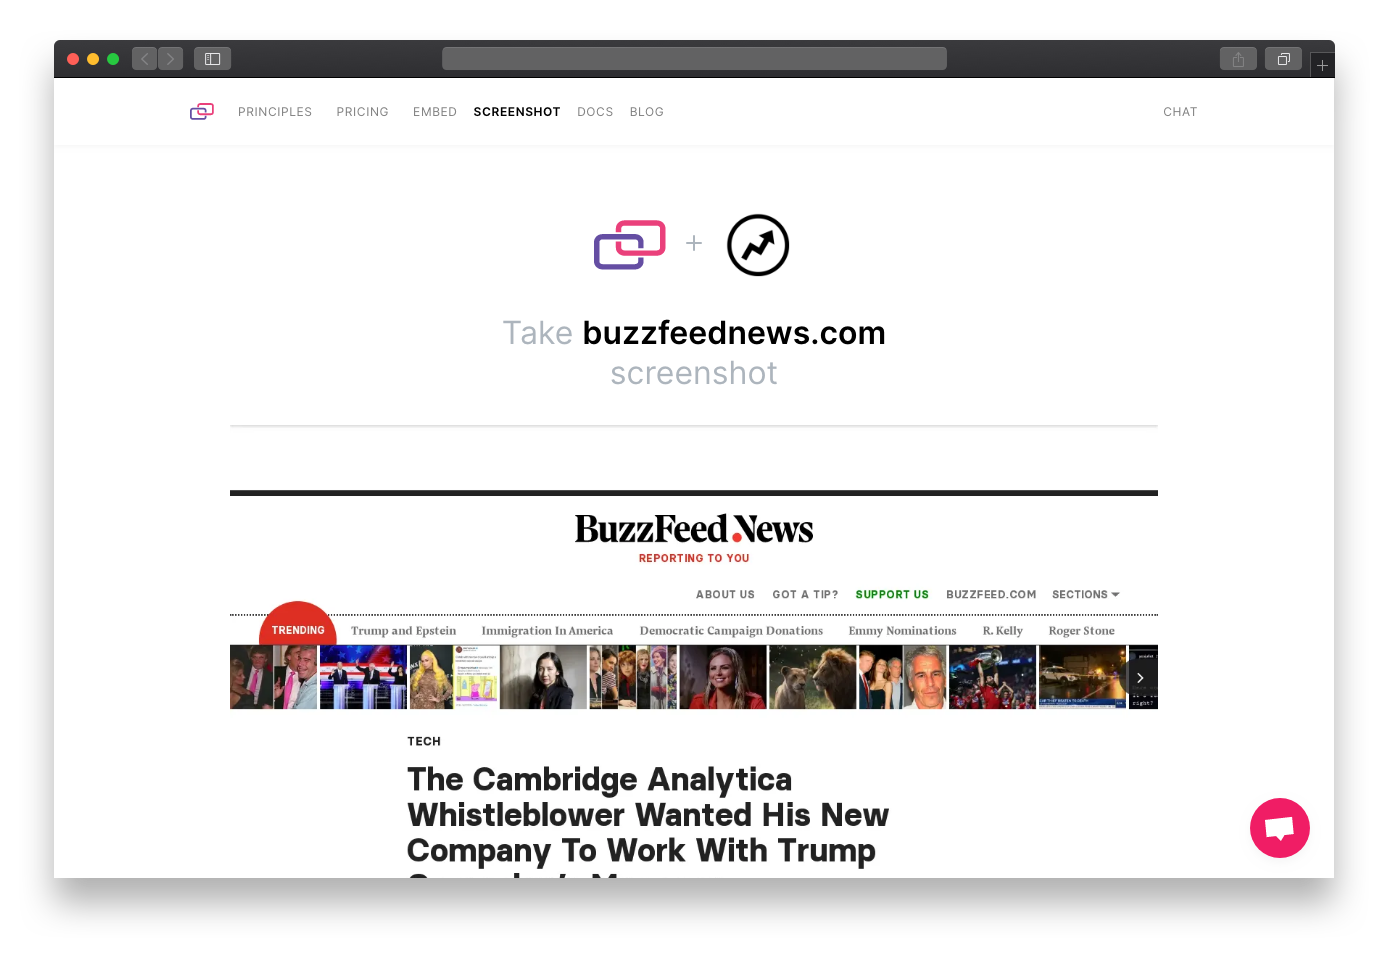 PRINCIPLES PRICING EMBED SCREENSHOT DOCS BLOG CHAT
Take buzzfeednews.com
screenshot
BuzzFeed News
REPORTING TO YOU
ABOUT US GOT A TIP? SUPPORT US BUZZFEED.COM SECTIONS
TRENDING Trump and Epstein Immigration In America Democratic Campaign Donations Emmy Nominations R. Kelly Roger Stone
TECH
The Cambridge Analytica
Whistleblower Wanted His New
Company To Work With Trump